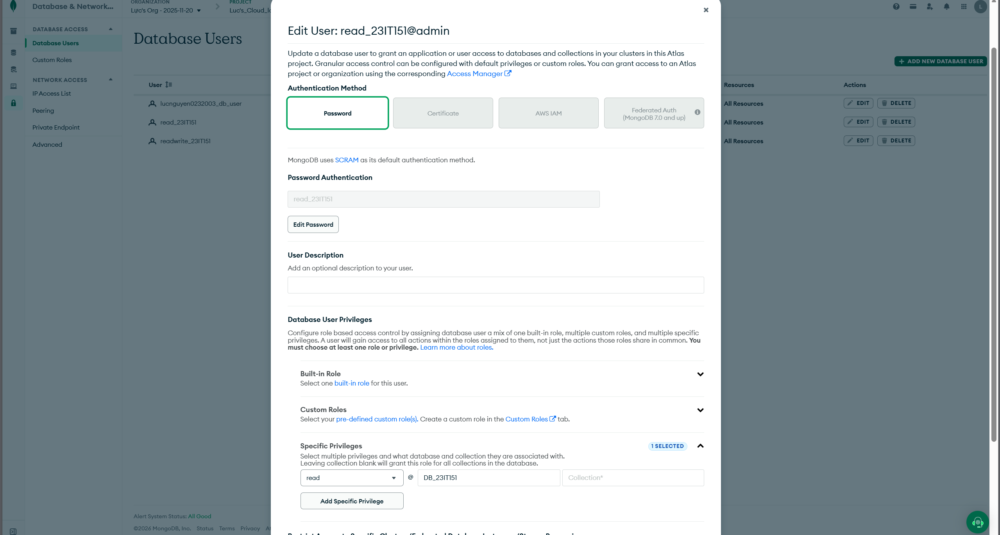 Database & Network...
ORGANIZATION
Lực's Org - 2025-11-20
PROJECT
L
DATABASE ACCESS
Database Users
Custom Roles
NETWORK ACCESS
IP Access List
Peering
Private Endpoint
Advanced
Database Users
ADD NEW DATABASE USER
User
Resources
Actions
lucnguyen0232003_db_user
All Resources
EDIT
DELETE
read_23IT151
All Resources
EDIT
DELETE
readwrite_23IT151
All Resources
EDIT
DELETE
Alert System Status: All Good
©2026 MongoDB, Inc.
Status
Terms
Privacy
Edit User: read_23IT151@admin
Update a database user to grant an application or user access to databases and collections in your clusters in this Atlas
project. Granular access control can be configured with default privileges or custom roles. You can grant access to an Atlas
project or organization using the corresponding Access Manager
Authentication Method
Password
Certificate
AWS IAM
Federated Auth
(MongoDB 7.0 and up)
MongoDB uses SCRAM as its default authentication method.
Password Authentication
read_23IT151
Edit Password
User Description
Add an optional description to your user.
Database User Privileges
Configure role based access control by assigning database user a mix of one built-in role, multiple custom roles, and multiple specific
privileges. A user will gain access to all actions within the roles assigned to them, not just the actions those roles share in common. You
must choose at least one role or privilege. Learn more about roles.
Built-in Role
Select one built-in role for this user.
Custom Roles
Select your pre-defined custom role(s). Create a custom role in the Custom Roles tab.
Specific Privileges
1 SELECTED
Select multiple privileges and what database and collection they are associated with.
Leaving collection blank will grant this role for all collections in the database.
read
@
DB_23IT151
Collection*
Add Specific Privilege